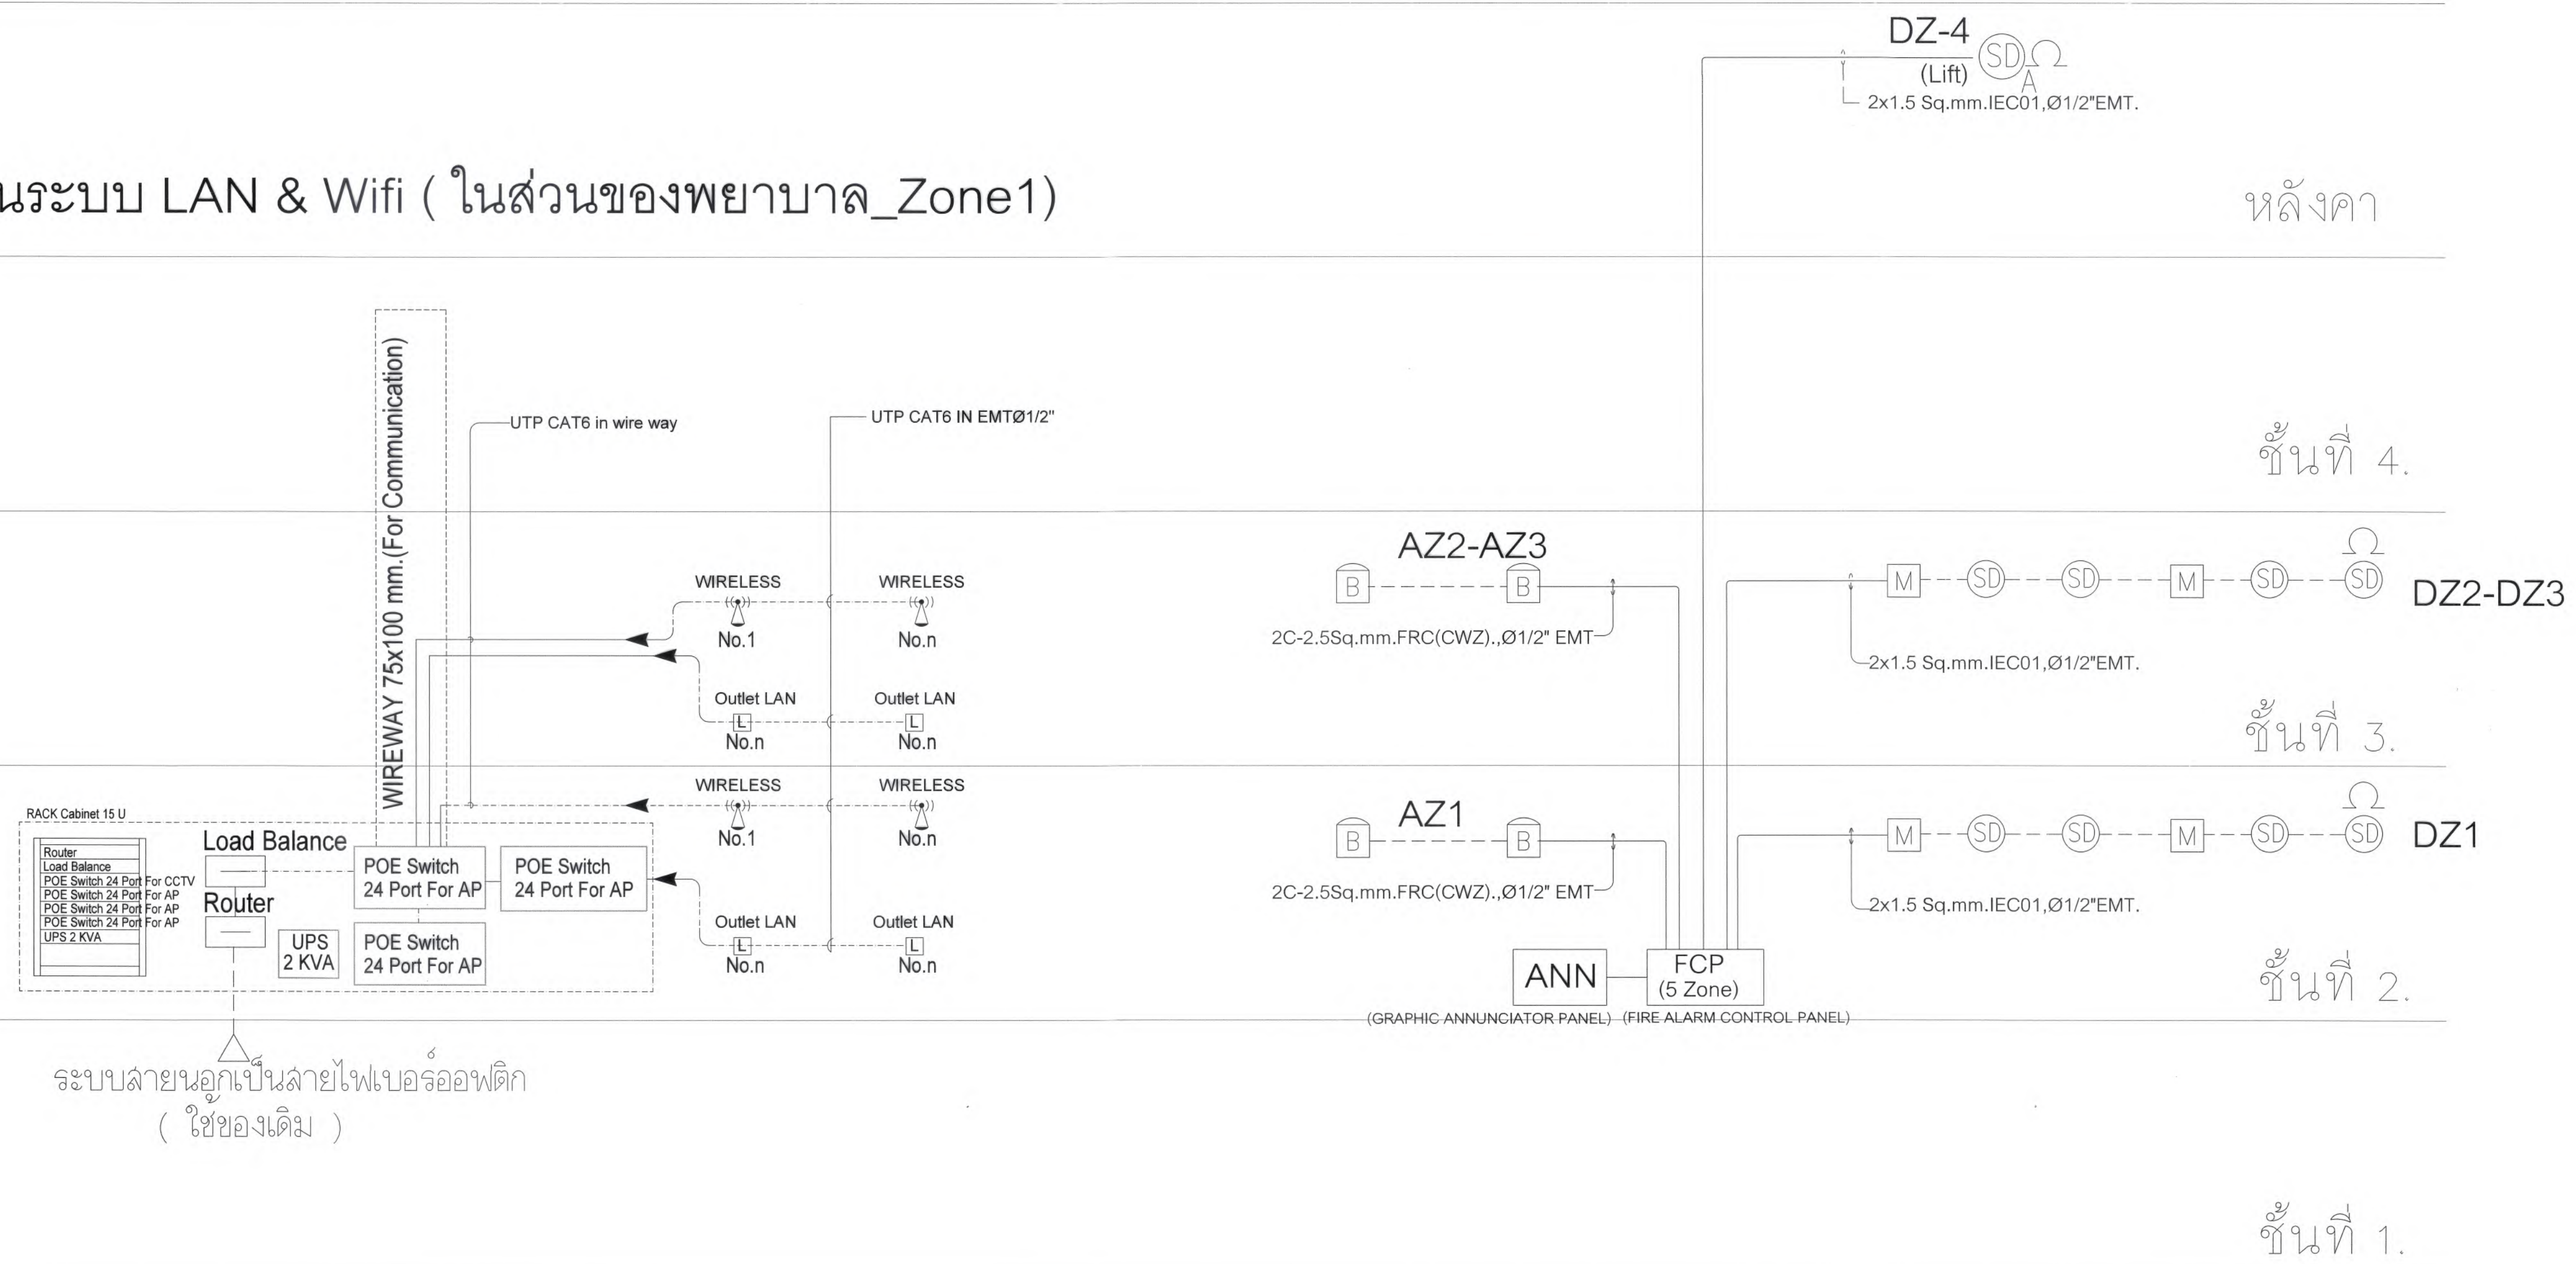 DZ-4
(Lift)
SD
A
2x1.5 Sq.mm.IEC01,Ø1/2"EMT.
นระบบ LAN & Wifi ( ในส่วนของพยาบาล_Zone1)
หลังคา
WIREWAY 75x100 mm.(For Communication)
UTP CAT6 in wire way
UTP CAT6 IN EMTØ1/2"
ชั้นที่ 4.
WIRELESS
No.1
WIRELESS
No.n
Outlet LAN
L
No.n
Outlet LAN
L
No.n
AZ2-AZ3
B
B
2C-2.5Sq.mm.FRC(CWZ).,Ø1/2" EMT
M
SD
SD
M
SD
SD
DZ2-DZ3
2x1.5 Sq.mm.IEC01,Ø1/2"EMT.
ชั้นที่ 3.
RACK Cabinet 15 U
Router
Load Balance
POE Switch 24 Port For CCTV
POE Switch 24 Port For AP
POE Switch 24 Port For AP
POE Switch 24 Port For AP
UPS 2 KVA
Load Balance
Router
UPS
2 KVA
POE Switch
24 Port For AP
POE Switch
24 Port For AP
POE Switch
24 Port For AP
WIRELESS
No.1
WIRELESS
No.n
Outlet LAN
L
No.n
Outlet LAN
L
No.n
AZ1
B
B
2C-2.5Sq.mm.FRC(CWZ).,Ø1/2" EMT
M
SD
SD
M
SD
SD
DZ1
2x1.5 Sq.mm.IEC01,Ø1/2"EMT.
ANN
FCP
(5 Zone)
(GRAPHIC ANNUNCIATOR PANEL)
(FIRE ALARM CONTROL PANEL)
ชั้นที่ 2.
ระบบสายนอกเป็นสายไฟเบอร์ออฟติก
( ใช้ของเดิม )
ชั้นที่ 1.